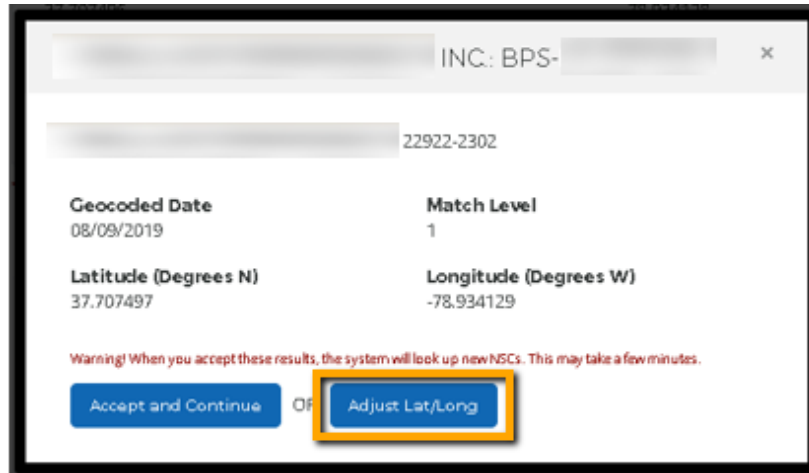 INC.: BPS-
×
22922-2302
Geocoded Date
Match Level
08/09/2019
1
Latitude (Degrees N)
Longitude (Degrees W)
37.707497
-78.934129
Warning! When you accept these results, the system will look up new NSCs. This may take a few minutes.
Accept and Continue
Adjust Lat/Long